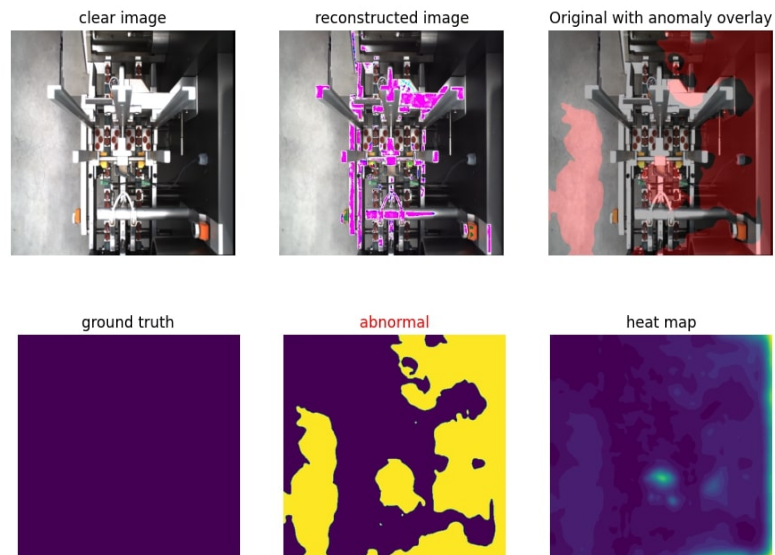 clear image
reconstructed image
Original with anomaly overlay
ground truth
abnormal
heat map